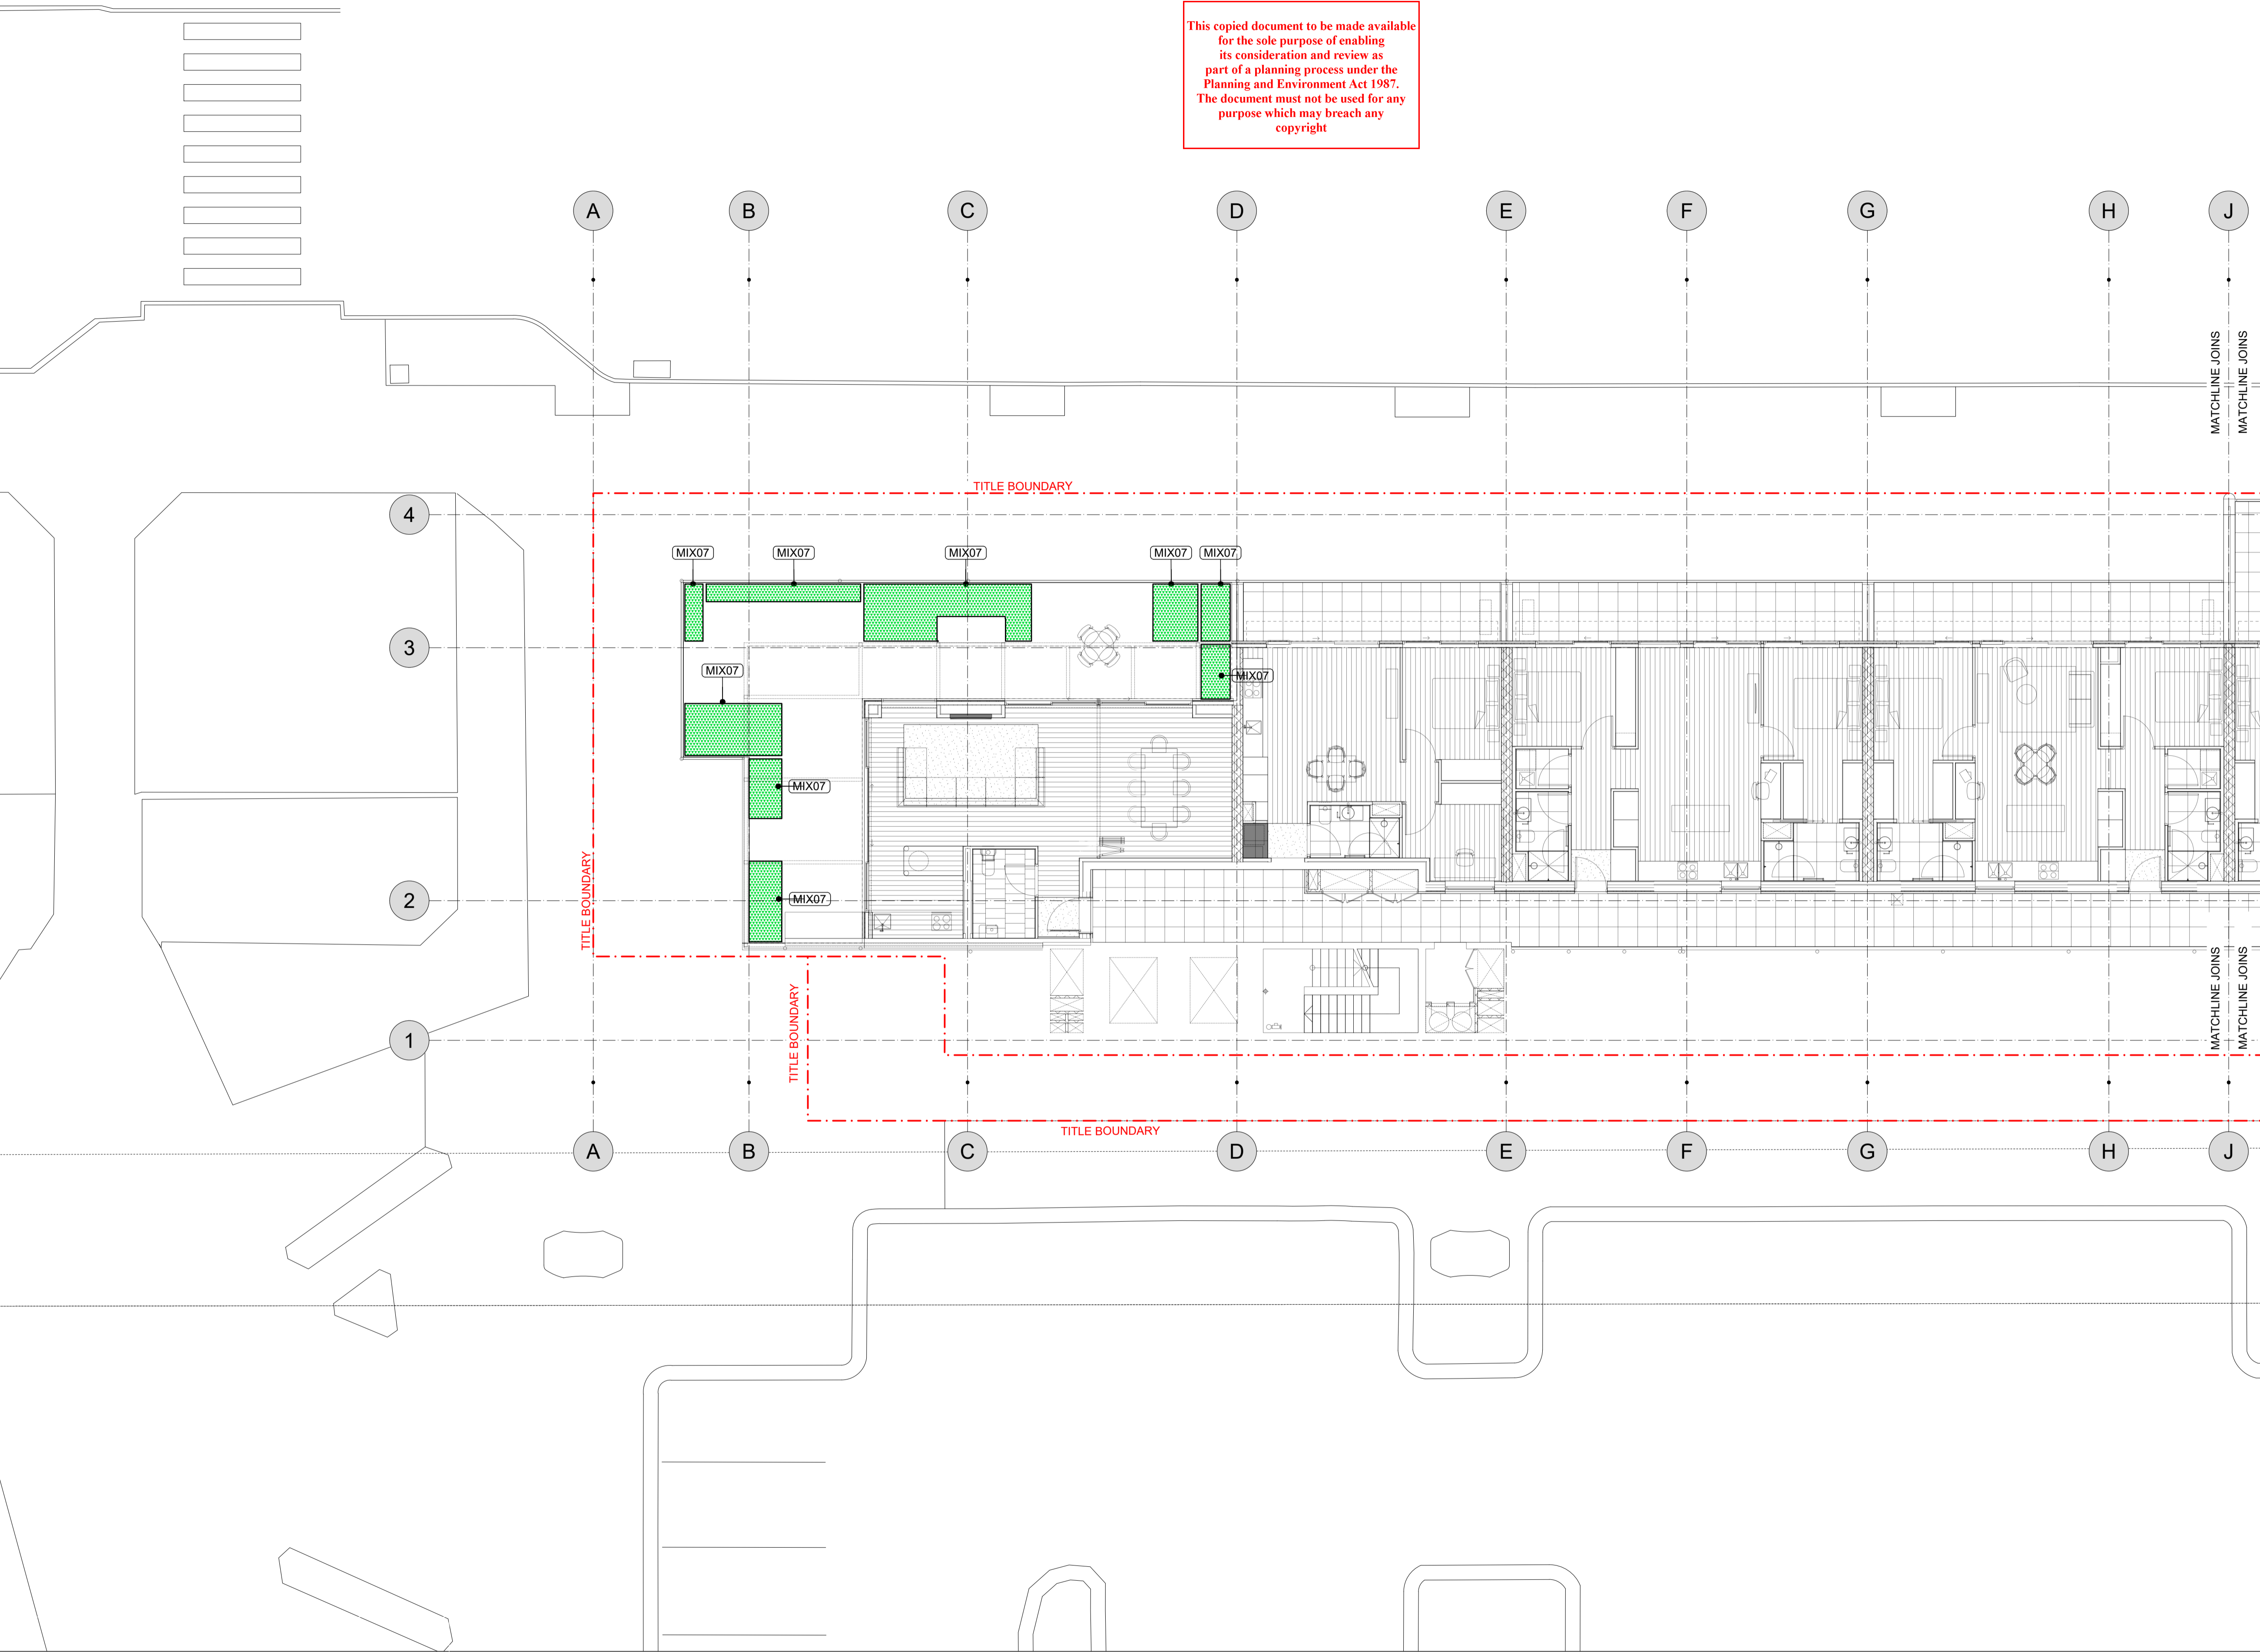 This copied document to be made available
for the sole purpose of enabling
its consideration and review as
part of a planning process under the
Planning and Environment Act 1987.
The document must not be used for any
purpose which may breach any
copyright
A
B
C
D
E
F
G
H
J
MATCHLINE JOINS
MATCHLINE JOINS
TITLE BOUNDARY
4
MIX07
MIX07
MIX07
MIX07
MIX07
3
MIX07
MIX07
MIX07
TITLE BOUNDARY
2
MIX07
TITLE BOUNDARY
MATCHLINE JOINS
MATCHLINE JOINS
1
TITLE BOUNDARY
A
B
C
D
E
F
G
H
J